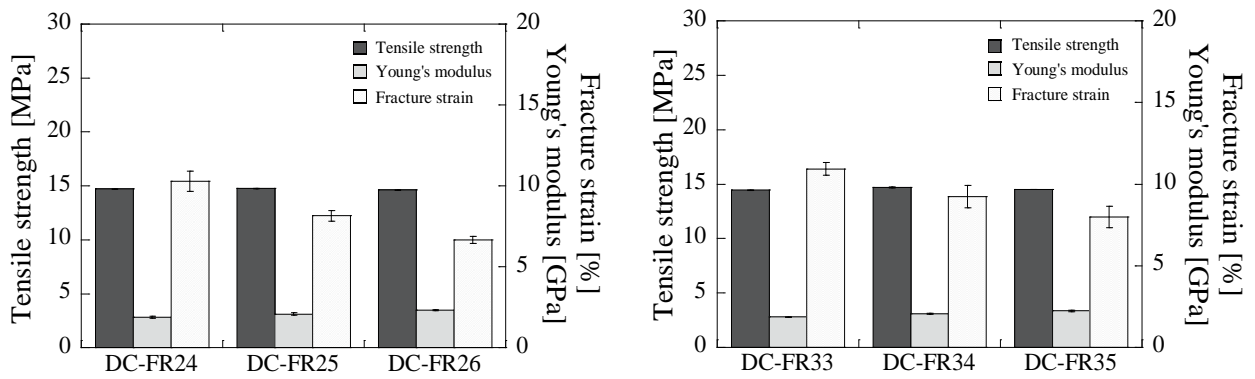 30
25
20
15
10
5
0
Tensile strength [MPa]
Tensile strength
Young's modulus
Fracture strain
20
15
10
5
0
Young's modulus [GPa]
Fracture strain [%]
DC-FR24 DC-FR25 DC-FR26
30
25
20
15
10
5
0
Tensile strength [MPa]
Tensile strength
Young's modulus
Fracture strain
20
15
10
5
0
Young's modulus [GPa]
Fracture strain [%]
DC-FR33 DC-FR34 DC-FR35